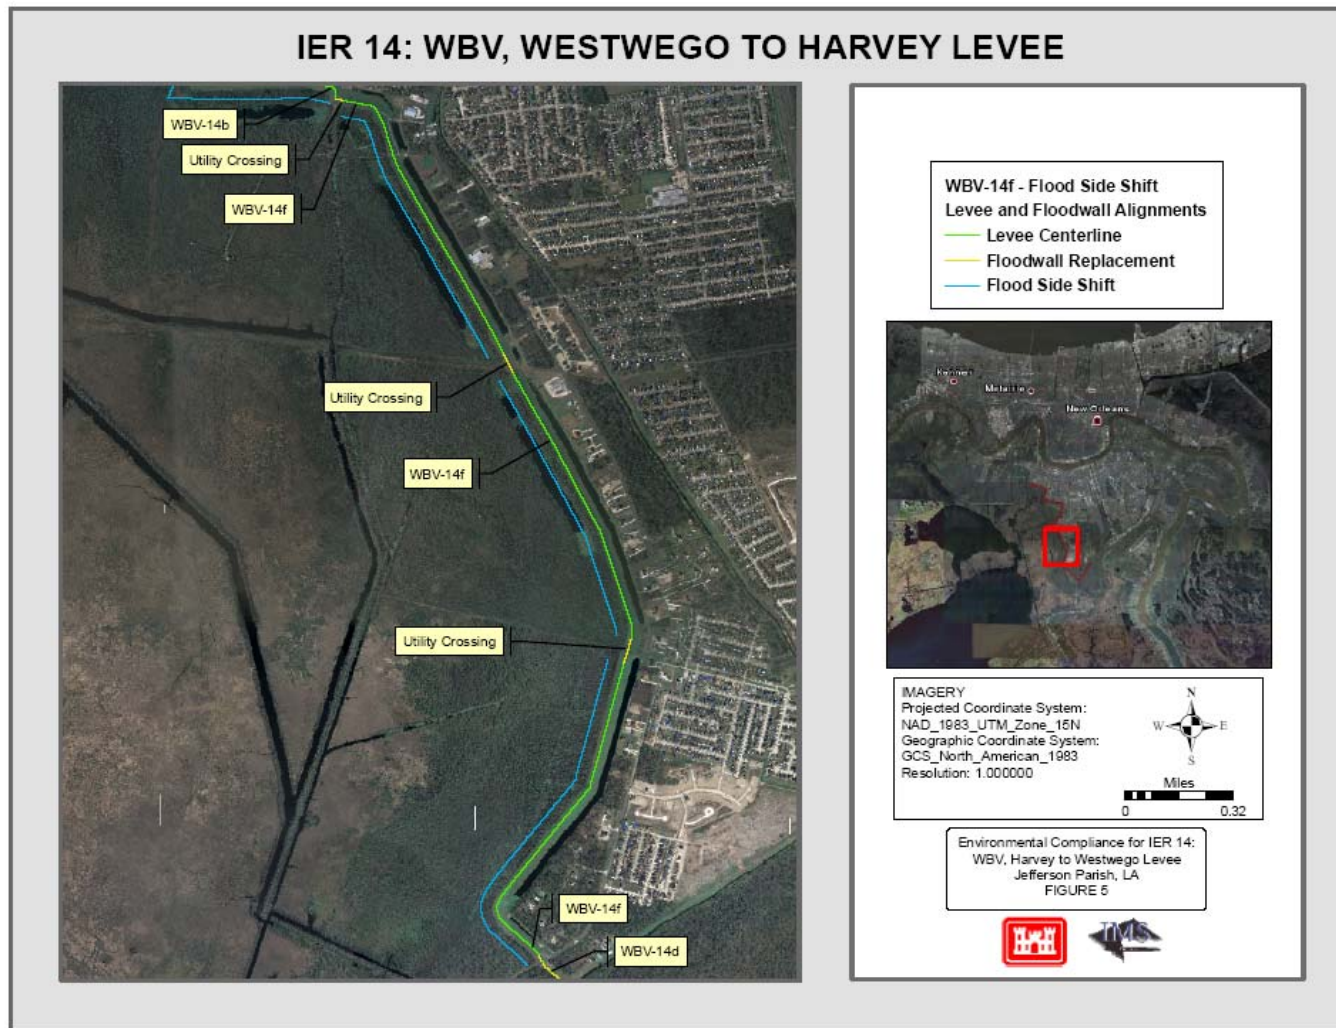 IER 14: WBV, WESTWEGO TO HARVEY LEVEE
WBV-14b
Utility Crossing
WBV-14f
Utility Crossing
WBV-14f
Utility Crossing
WBV-14f
WBV-14d
WBV-14f - Flood Side Shift
Levee and Floodwall Alignments
Levee Centerline
Floodwall Replacement
Flood Side Shift
Kenner
Metairie
New Orleans
IMAGERY
Projected Coordinate System:
NAD_1983_UTM_Zone_15N
Geographic Coordinate System:
GCS_North_American_1983
Resolution: 1.000000
N
W E
S
Miles
0 0.32
Environmental Compliance for IER 14:
WBV, Harvey to Westwego Levee
Jefferson Parish, LA
FIGURE 5